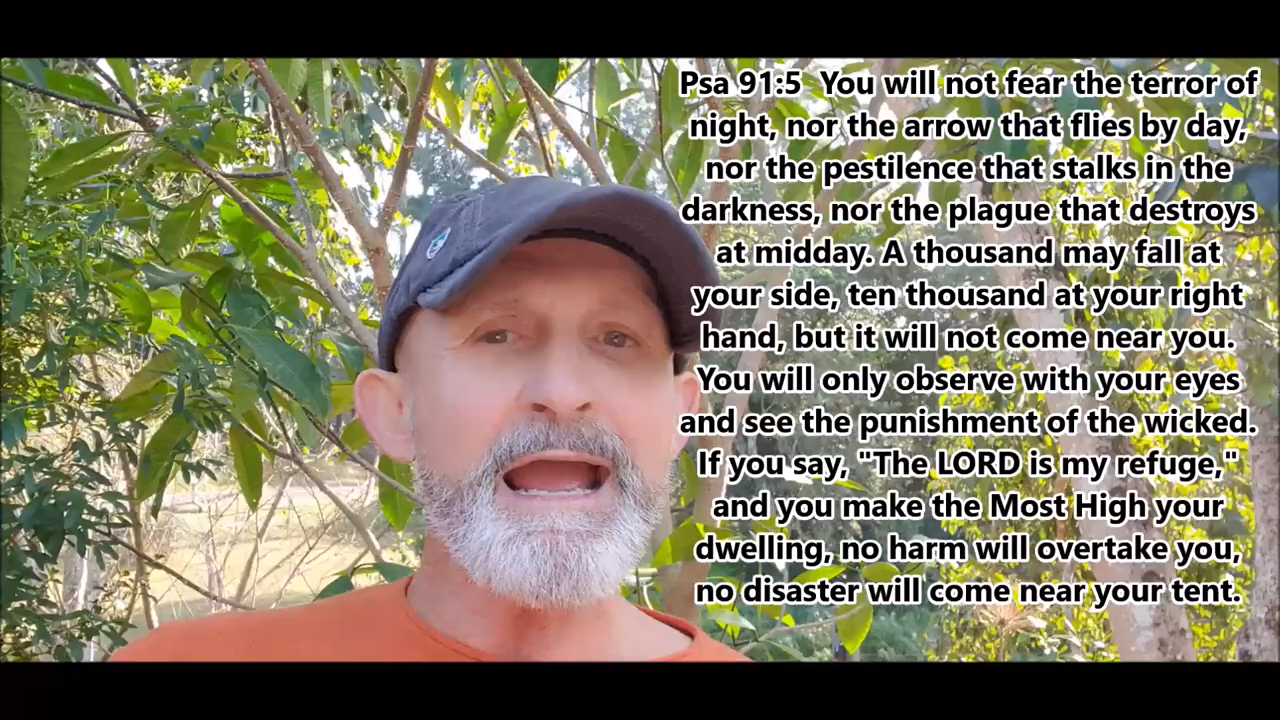 Psa 91:5  You will not fear the terror of
night, nor the arrow that flies by day,
nor the pestilence that stalks in the
darkness, nor the plague that destroys
at midday. A thousand may fall at
your side, ten thousand at your right
hand, but it will not come near you.
You will only observe with your eyes
and see the punishment of the wicked.
If you say, "The LORD is my refuge,"
and you make the Most High your
dwelling, no harm will overtake you,
no disaster will come near your tent.